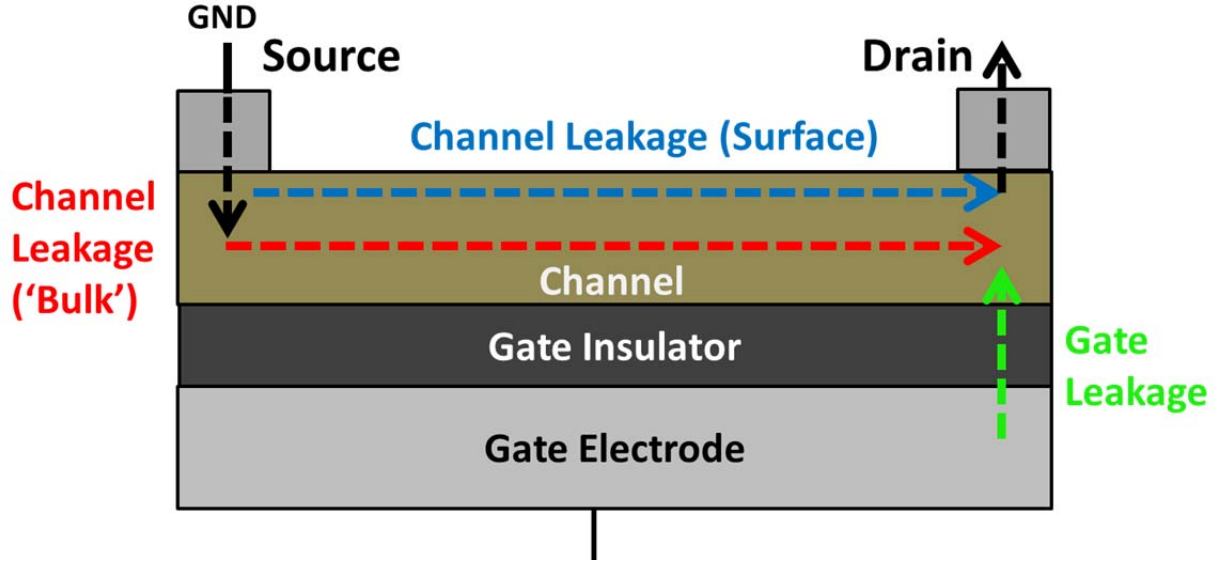 GND
Source
Drain
Channel Leakage (Surface)
Channel
Leakage
(‘Bulk’)
Channel
Gate Insulator
Gate
Leakage
Gate Electrode